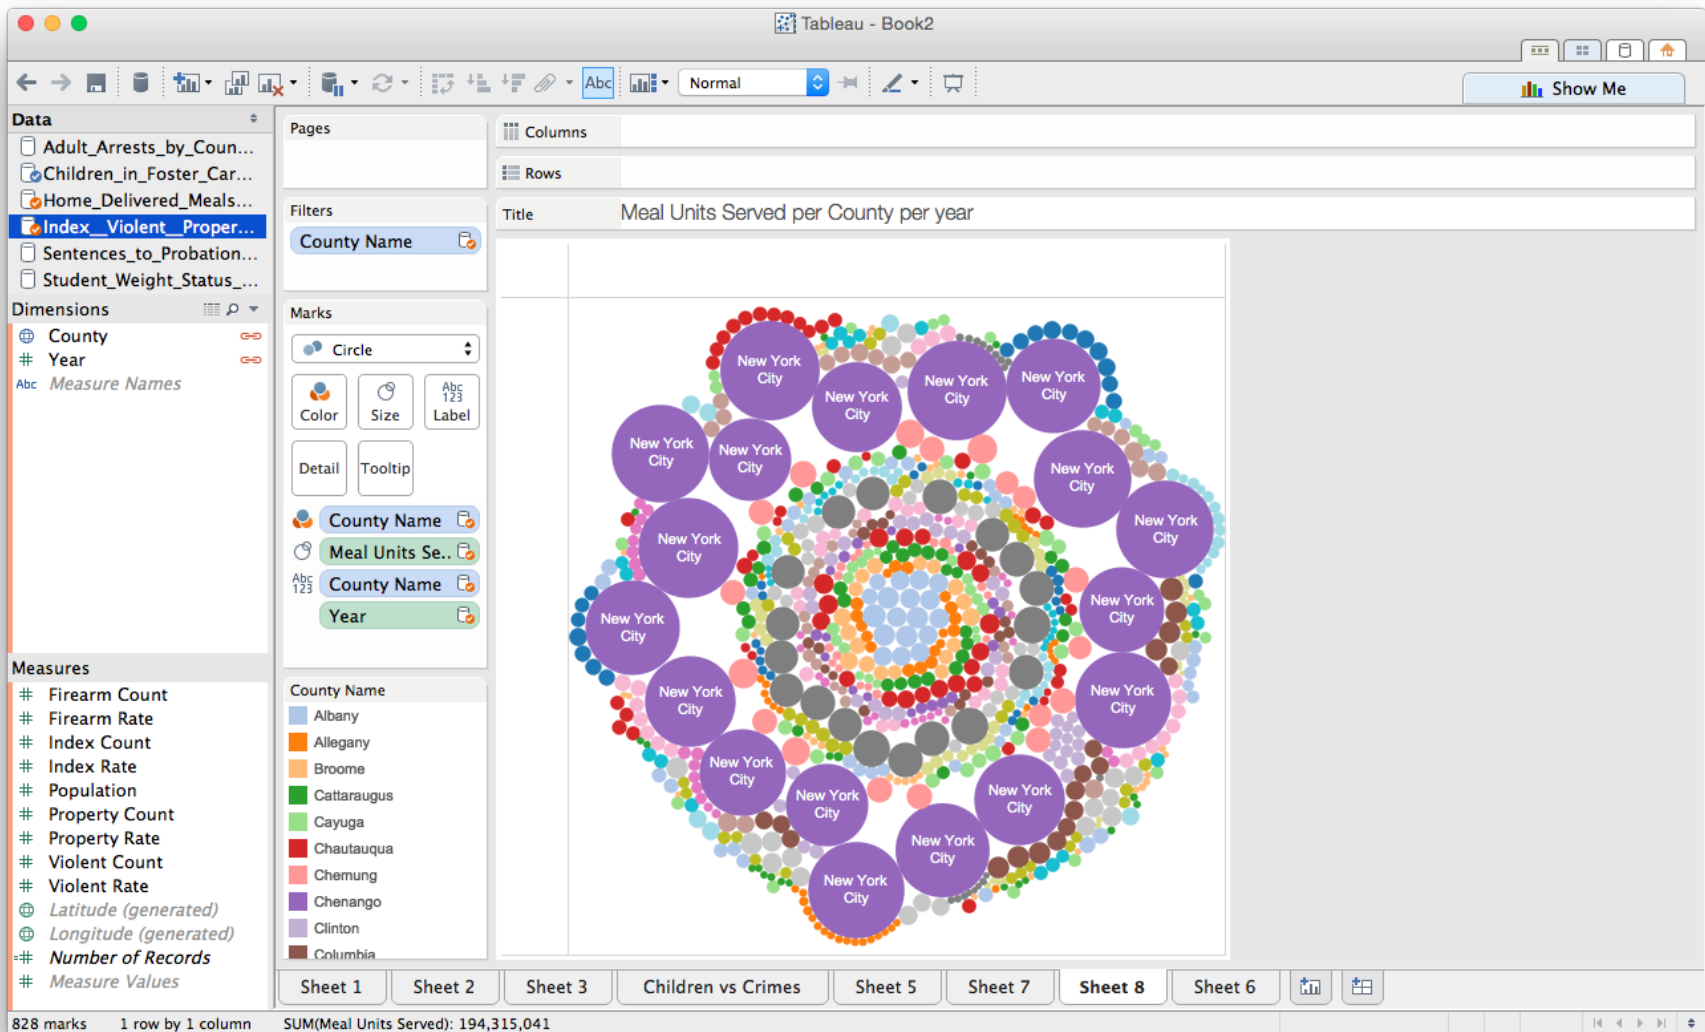 Tableau - Book2
Abc
Normal
Show Me
Data
Adult_Arrests_by_Coun...
Children_in_Foster_Car...
Home_Delivered_Meals...
Index__Violent__Proper...
Sentences_to_Probation...
Student_Weight_Status_...
Dimensions
County
Year
Abc Measure Names
Measures
Firearm Count
Firearm Rate
Index Count
Index Rate
Population
Property Count
Property Rate
Violent Count
Violent Rate
Latitude (generated)
Longitude (generated)
Number of Records
Measure Values
Pages
Filters
County Name
Marks
Circle
Color
Size
Abc
123
Label
Detail
Tooltip
County Name
Meal Units Se..
Abc
123
County Name
Year
County Name
Albany
Allegany
Broome
Cattaraugus
Cayuga
Chautauqua
Chemung
Chenango
Clinton
Columbia
Columns
Rows
Title
Meal Units Served per County per year
New York
City
New York
City
New York
City
New York
City
New York
City
New York
City
New York
City
New York
City
New York
City
New York
City
New York
City
New York
City
New York
City
New York
City
New York
City
New York
City
New York
City
New York
City
Sheet 1
Sheet 2
Sheet 3
Children vs Crimes
Sheet 5
Sheet 7
Sheet 8
Sheet 6
828 marks
1 row by 1 column
SUM(Meal Units Served): 194,315,041